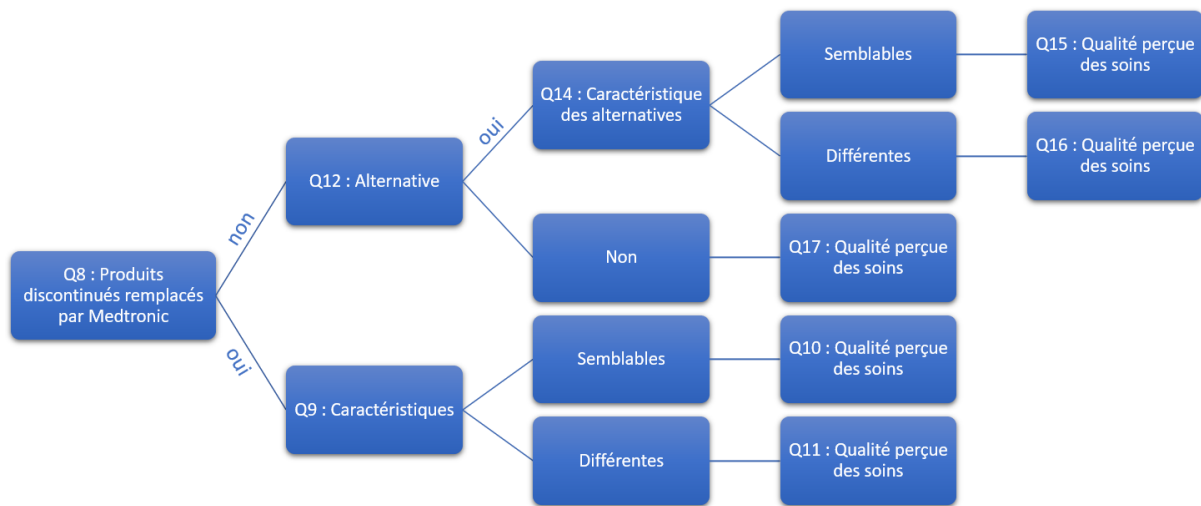 Semblables
Q15 : Qualité perçue
des soins
Q14 : Caractéristique
des alternatives
oui
Différentes
Q16 : Qualité perçue
des soins
Q12 : Alternative
non
Non
Q17 : Qualité perçue
des soins
Q8 : Produits
discontinués remplacés
par Medtronic
oui
Semblables
Q10 : Qualité perçue
des soins
Q9 : Caractéristiques
Différentes
Q11 : Qualité perçue
des soins